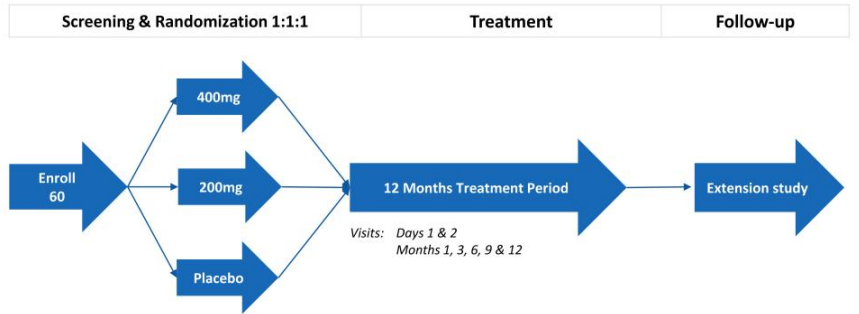 Screening & Randomization 1:1:1
Treatment
Follow-up
400mg
Enroll
60
200mg
Placebo
12 Months Treatment Period
Visits: Days 1 & 2
Months 1, 3, 6, 9 & 12
Extension study